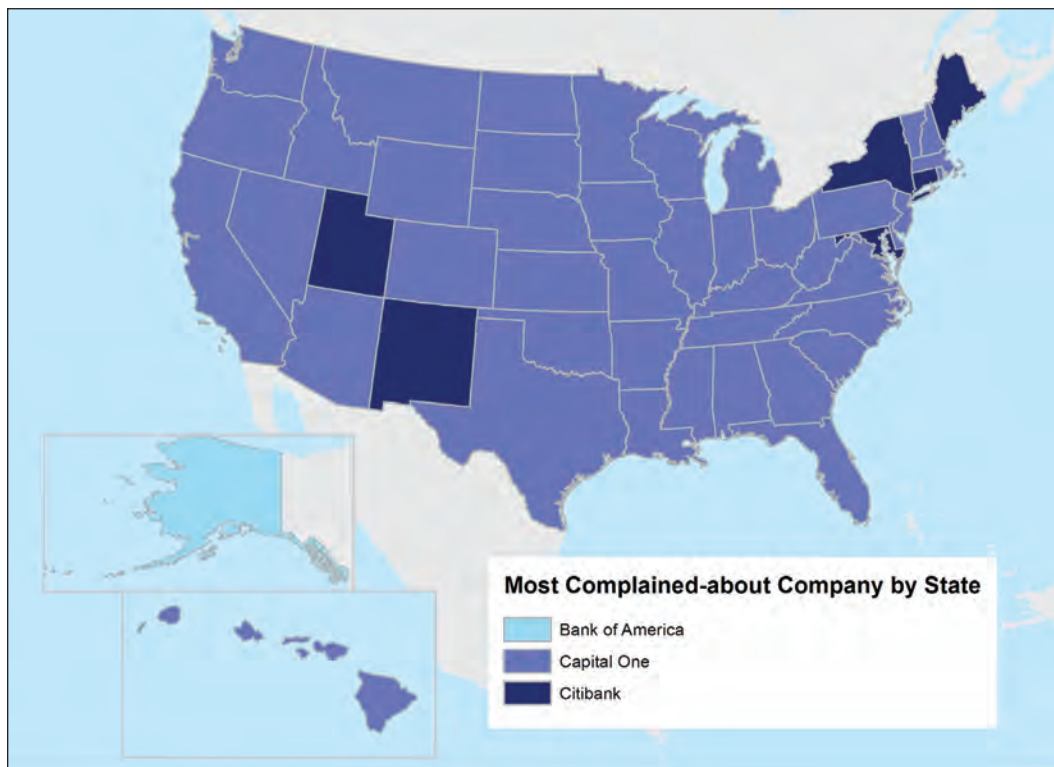 Most Complained-about Company by State
Bank of America
Capital One
Citibank